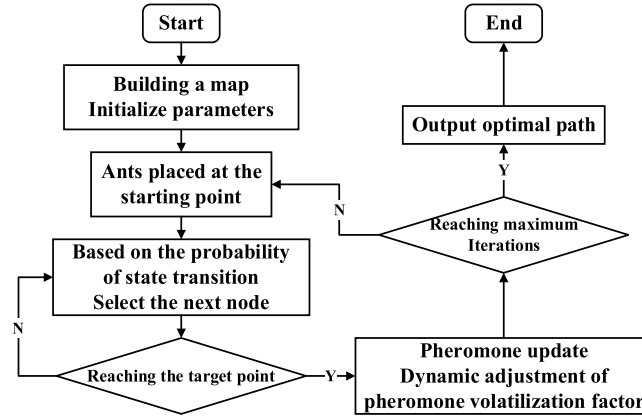 Start
Building a map
Initialize parameters
Ants placed at the
starting point
Based on the probability
of state transition
Select the next node
N
Reaching the target point
Y
Pheromone update
Dynamic adjustment of
pheromone volatilization factor
Reaching maximum
Iterations
N
Y
Output optimal path
End